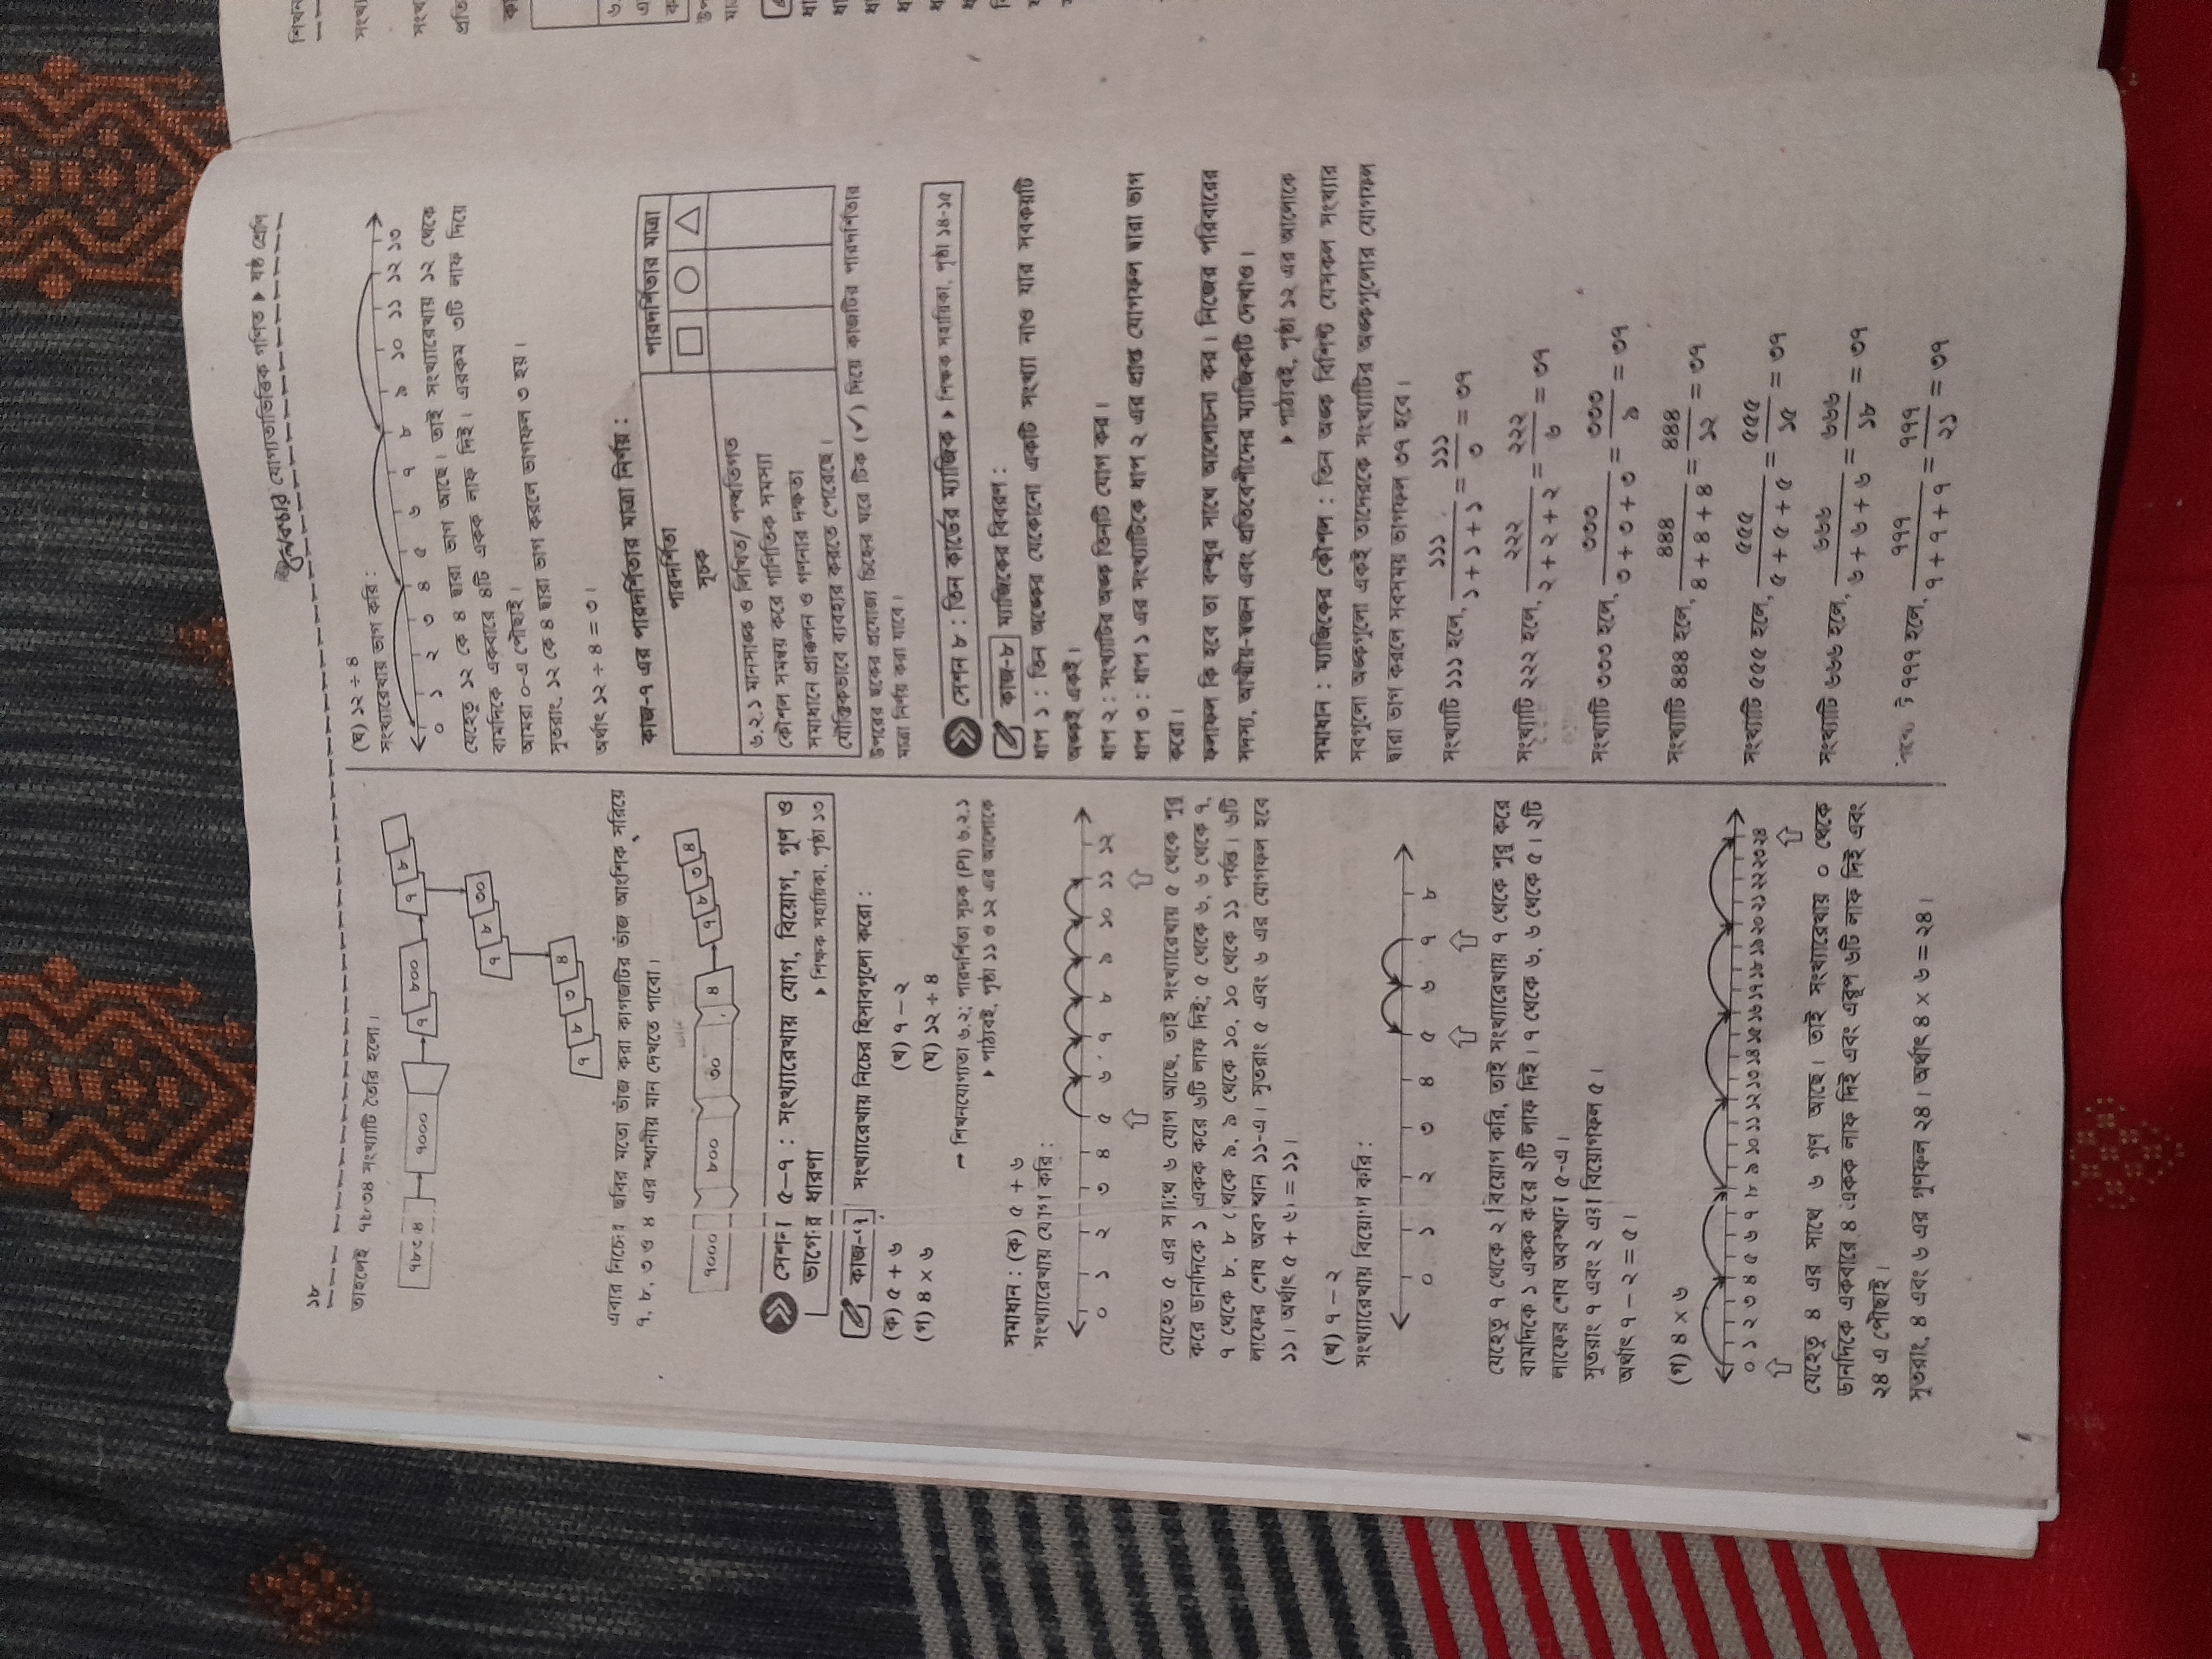 ১৮
যোগ্যতাভিত্তিক গণিত ▶ ষষ্ঠ শ্রেণি
তাহলেই ৭৮৩৪ সংখ্যাটি তৈরি হলো।
৭৮৩৪ ৭০০০ ৭ ৮০০ ৭ ৮
৭ ৮ ৩০
৭ ৮ ৩ ৪
এবার নিচের ছবির মতো ভাঁজ করা কাগজটির ভাঁজ আংশিক সরিয়ে
৭, ৮, ৩ ও ৪ এর স্থানীয় মান দেখতে পাবো।
৭০০০ ৮০০ ৩০ ৪ ৭ ৮ ৩ ৪
সেশন ৫–৭ : সংখ্যারেখায় যোগ, বিয়োগ, গুণ ও
ভাগের ধারণা ▶ শিক্ষক সহায়িকা, পৃষ্ঠা ১৩
কাজ-৭ সংখ্যারেখায় নিচের হিসাবগুলো করো :
(ক) ৫ + ৬ (খ) ৭ – ২
(গ) ৪ × ৬ (ঘ) ১২ ÷ ৪
➙ শিখনযোগ্যতা ৬.২; পারদর্শিতা সূচক (PI) ৬.২.১
▶ পাঠ্যবই, পৃষ্ঠা ১১ ও ১২ এর আলোকে
সমাধান : (ক) ৫ + ৬
সংখ্যারেখায় যোগ করি :
০ ১ ২ ৩ ৪ ৫ ৬ ৭ ৮ ৯ ১০ ১১ ১২
যেহেতু ৫ এর সাথে ৬ যোগ আছে, তাই সংখ্যারেখায় ৫ থেকে শুরু
করে ডানদিকে ১ একক করে ৬টি লাফ দিই; ৫ থেকে ৬, ৬ থেকে ৭,
৭ থেকে ৮, ৮ থেকে ৯, ৯ থেকে ১০, ১০ থেকে ১১ পর্যন্ত। ৬টি
লাফের শেষ অবস্থান ১১-এ। সুতরাং ৫ এবং ৬ এর যোগফল হবে
১১। অর্থাৎ ৫ + ৬ = ১১।
(খ) ৭ – ২
সংখ্যারেখায় বিয়োগ করি :
০ ১ ২ ৩ ৪ ৫ ৬ ৭ ৮
যেহেতু ৭ থেকে ২ বিয়োগ করি, তাই সংখ্যারেখায় ৭ থেকে শুরু করে
বামদিকে ১ একক করে ২টি লাফ দিই। ৭ থেকে ৬, ৬ থেকে ৫। ২টি
লাফের শেষ অবস্থান ৫-এ।
সুতরাং ৭ এবং ২ এর বিয়োগফল ৫।
অর্থাৎ ৭ – ২ = ৫।
(গ) ৪ × ৬
০ ১ ২ ৩ ৪ ৫ ৬ ৭ ৮ ৯ ১০ ১১ ১২ ১৩ ১৪ ১৫ ১৬ ১৭ ১৮ ১৯ ২০ ২১ ২২ ২৩ ২৪
যেহেতু ৪ এর সাথে ৬ গুণ আছে। তাই সংখ্যারেখায় ০ থেকে
ডানদিকে একবারে ৪ একক লাফ দিই এবং এরূপ ৬টি লাফ দিই এবং
২৪ এ পৌঁছাই।
সুতরাং, ৪ এবং ৬ এর গুণফল ২৪। অর্থাৎ ৪ × ৬ = ২৪।
(ঘ) ১২ ÷ ৪
সংখ্যারেখায় ভাগ করি :
০ ১ ২ ৩ ৪ ৫ ৬ ৭ ৮ ৯ ১০ ১১ ১২ ১৩
যেহেতু ১২ কে ৪ দ্বারা ভাগ আছে। তাই সংখ্যারেখায় ১২ থেকে
বামদিকে একবারে ৪টি একক লাফ দিই। এরকম ৩টি লাফ দিয়ে
আমরা ০-এ পৌঁছাই।
সুতরাং, ১২ কে ৪ দ্বারা ভাগ করলে ভাগফল ৩ হয়।
অর্থাৎ ১২ ÷ ৪ = ৩।
কাজ-৭ এর পারদর্শিতার মাত্রা নির্ণয় :
পারদর্শিতা পারদর্শিতার মাত্রা
সূচক
৬.২.১ মানসাঙ্ক ও লিখিত/ পদ্ধতিগত
কৌশল সমন্বয় করে গাণিতিক সমস্যা
সমাধানে প্রাক্কলন ও গণনার দক্ষতা
যৌক্তিকভাবে ব্যবহার করতে পেরেছে।
উপরের ছকের প্রযোজ্য চিহ্নের ঘরে টিক (✓) দিয়ে কাজটির পারদর্শিতার
মাত্রা নির্ণয় করা যাবে।
সেশন ৮ : তিন কার্ডের ম্যাজিক ▶ শিক্ষক সহায়িকা, পৃষ্ঠা ১৪-১৫
কাজ-৮ ম্যাজিকের বিবরণ :
ধাপ ১ : তিন অঙ্কের যেকোনো একটি সংখ্যা নাও যার সবকয়টি
অঙ্কই একই।
ধাপ ২ : সংখ্যাটির অঙ্ক তিনটি যোগ কর।
ধাপ ৩ : ধাপ ১ এর সংখ্যাটিকে ধাপ ২ এর প্রাপ্ত যোগফল দ্বারা ভাগ
করো।
ফলাফল কি হবে তা বন্ধুর সাথে আলোচনা কর। নিজের পরিবারের
সদস্য, আত্মীয়-স্বজন এবং প্রতিবেশীদের ম্যাজিকটি দেখাও।
▶ পাঠ্যবই, পৃষ্ঠা ১২ এর আলোকে
সমাধান : ম্যাজিকের কৌশল : তিন অঙ্ক বিশিষ্ট যেসকল সংখ্যার
সবগুলো অঙ্কগুলো একই তাদেরকে সংখ্যাটির অঙ্কগুলোর যোগফল
দ্বারা ভাগ করলে সবসময় ভাগফল ৩৭ হবে।
সংখ্যাটি ১১১ হলে, ১১১/১ + ১ + ১ = ১১১/৩ = ৩৭
সংখ্যাটি ২২২ হলে, ২২২/২ + ২ + ২ = ২২২/৬ = ৩৭
সংখ্যাটি ৩৩৩ হলে, ৩৩৩/৩ + ৩ + ৩ = ৩৩৩/৯ = ৩৭
সংখ্যাটি ৪৪৪ হলে, ৪৪৪/৪ + ৪ + ৪ = ৪৪৪/১২ = ৩৭
সংখ্যাটি ৫৫৫ হলে, ৫৫৫/৫ + ৫ + ৫ = ৫৫৫/১৫ = ৩৭
সংখ্যাটি ৬৬৬ হলে, ৬৬৬/৬ + ৬ + ৬ = ৬৬৬/১৮ = ৩৭
৭৭৭ হলে, ৭৭৭/৭ + ৭ + ৭ = ৭৭৭/২১ = ৩৭